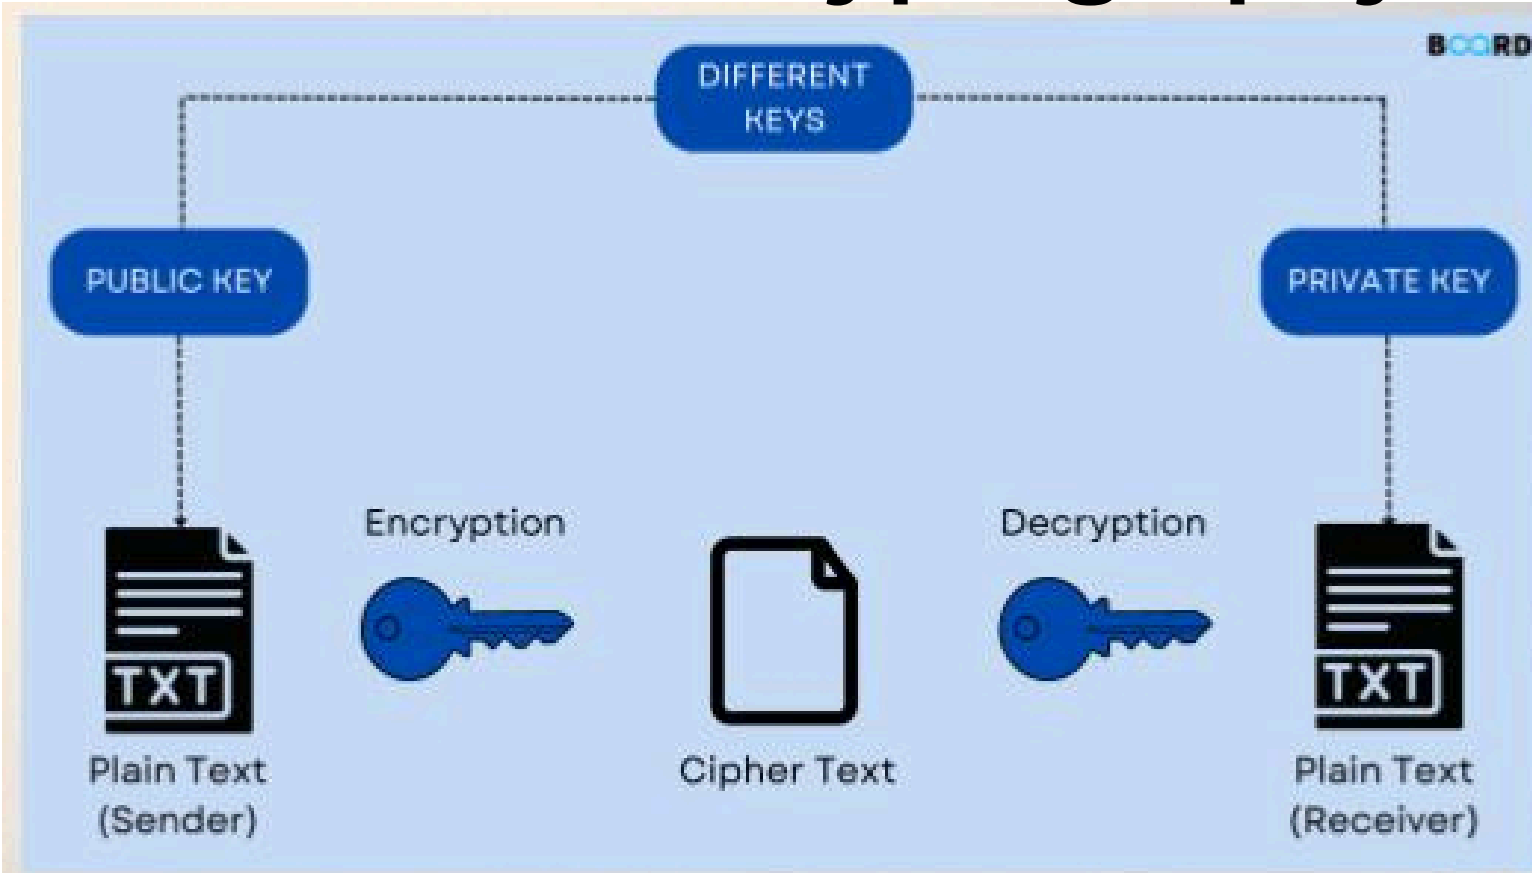 DIFFERENT
KEYS
PUBLIC KEY
PRIVATE KEY
Encryption
Decryption
TXT
TXT
Plain Text
(Sender)
Cipher Text
Plain Text
(Receiver)